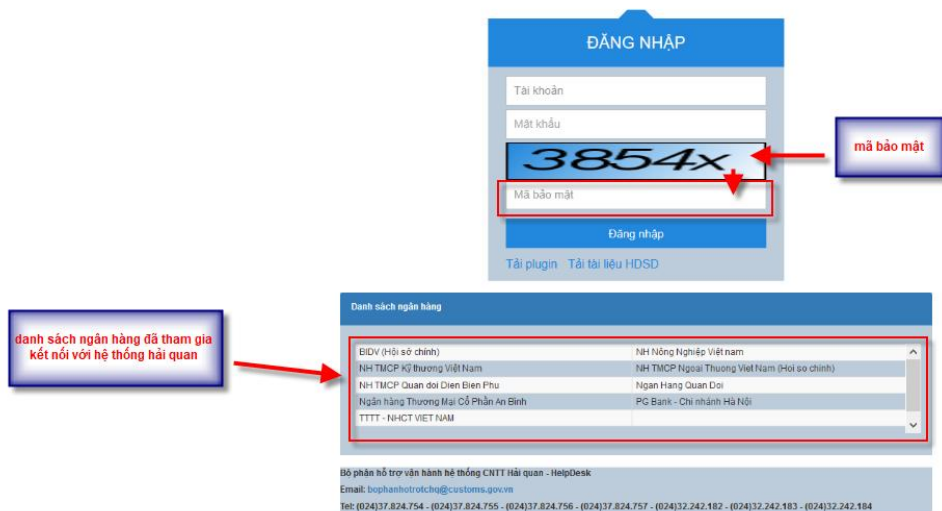 ĐĂNG NHẬP
Tài khoản
Mật khẩu
3854x
mã bảo mật
Mã bảo mật
Đăng nhập
Tải plugin Tải tài liệu HDSD
Danh sách ngân hàng
danh sách ngân hàng đã tham gia
kết nối với hệ thống hải quan
BIDV (Hội sở chính) NH Nông Nghiệp Việt nam
NH TMCP Kỹ thương Việt Nam NH TMCP Ngoai Thuong Viet Nam (Hoi so chinh)
NH TMCP Quan doi Dien Bien Phu Ngan Hang Quan Doi
Ngân hàng Thương Mại Cổ Phần An Bình PG Bank - Chi nhánh Hà Nội
TTTT - NHCT VIET NAM
Bộ phận hỗ trợ vận hành hệ thống CNTT Hải quan - HelpDesk
Email: bophanhotrotchq@customs.gov.vn
Tel: (024)37.824.754 - (024)37.824.755 - (024)37.824.756 - (024)37.824.757 - (024)32.242.182 - (024)32.242.183 - (024)32.242.184